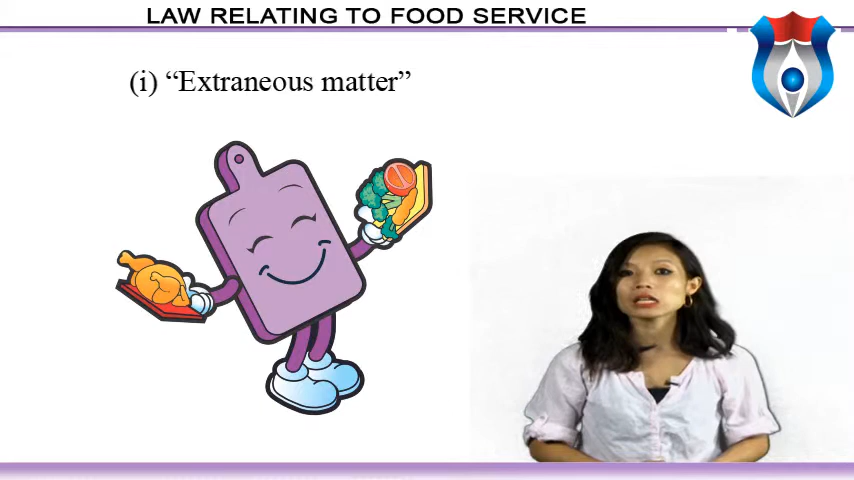 LAW RELATING TO FOOD SERVICE
(i) “Extraneous matter”